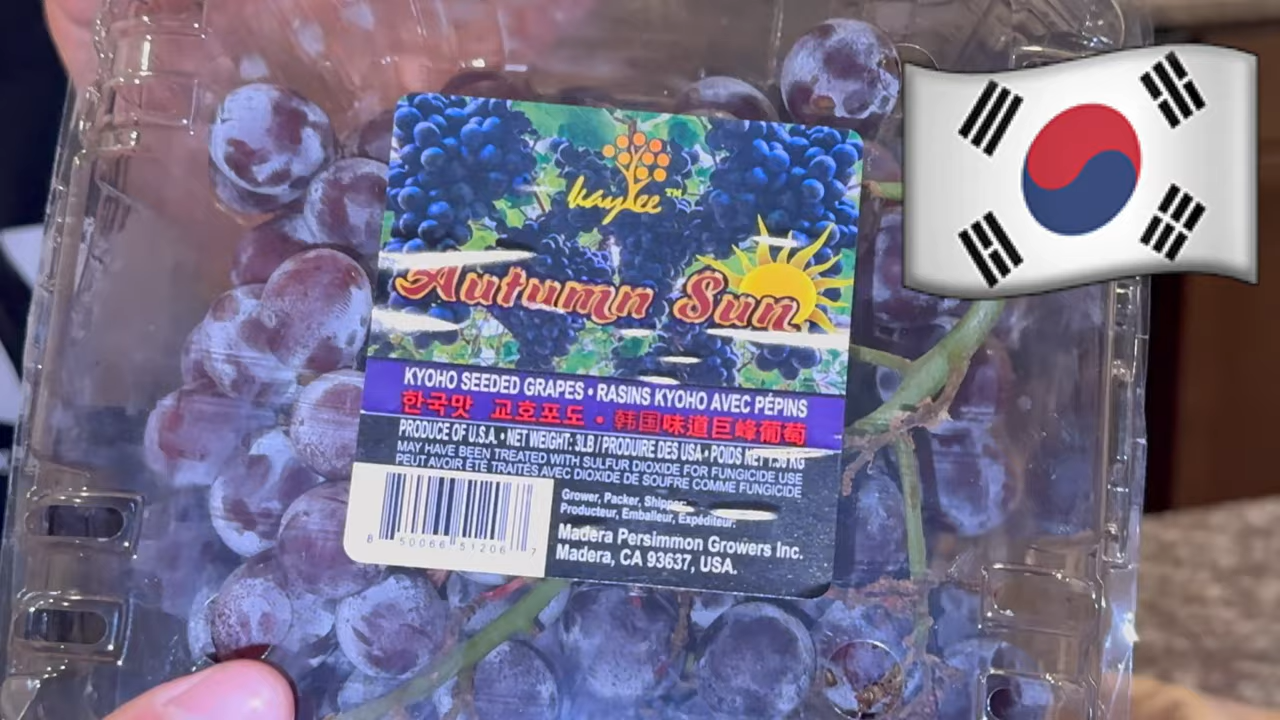 kaylee™
Autumn Sun
KYOHO SEEDED GRAPES • RASINS KYOHO AVEC PÉPINS
한국맛 교호포도 • 韩国味道巨峰葡萄
PRODUCE OF U.S.A. • NET WEIGHT: 3LB / PRODUIRE DES USA • POIDS NET 1.36 KG
MAY HAVE BEEN TREATED WITH SULFUR DIOXIDE FOR FUNGICIDE USE
PEUT AVOIR ÉTÉ TRAITÉS AVEC DIOXIDE DE SOUFRE COMME FUNGICIDE
Grower, Packer, Shipper:
Producteur, Emballeur, Expéditeur:
Madera Persimmon Growers Inc.
Madera, CA 93637, USA.
8 50066 51206 7